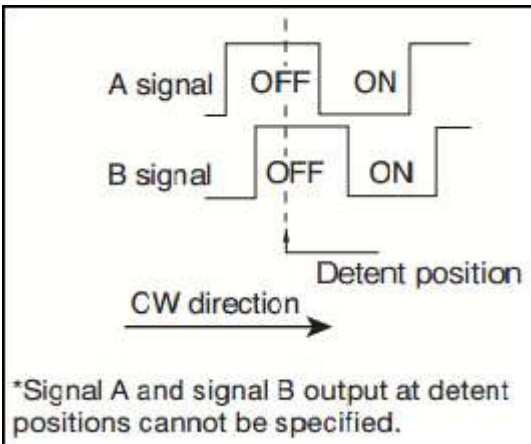 A signal OFF ON
B signal OFF ON
Detent position
CW direction
*Signal A and signal B output at detent
positions cannot be specified.